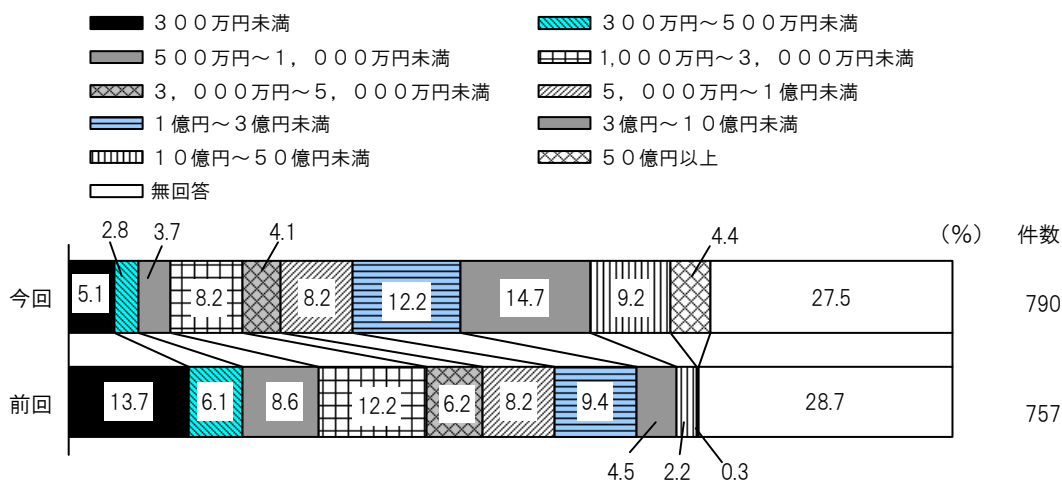 ３００万円未満　３００万円～５００万円未満
５００万円～１，０００万円未満　1,000万円～３，０００万円未満
３，０００万円～５，０００万円未満　５，０００万円～１億円未満
１億円～３億円未満　３億円～１０億円未満
１０億円～５０億円未満　５０億円以上
無回答
2.8　3.7　4.1　4.4　（%）　件数
今回　5.1　8.2　8.2　12.2　14.7　9.2　27.5　790
前回　13.7　6.1　8.6　12.2　6.2　8.2　9.4　28.7　757
4.5　2.2　0.3